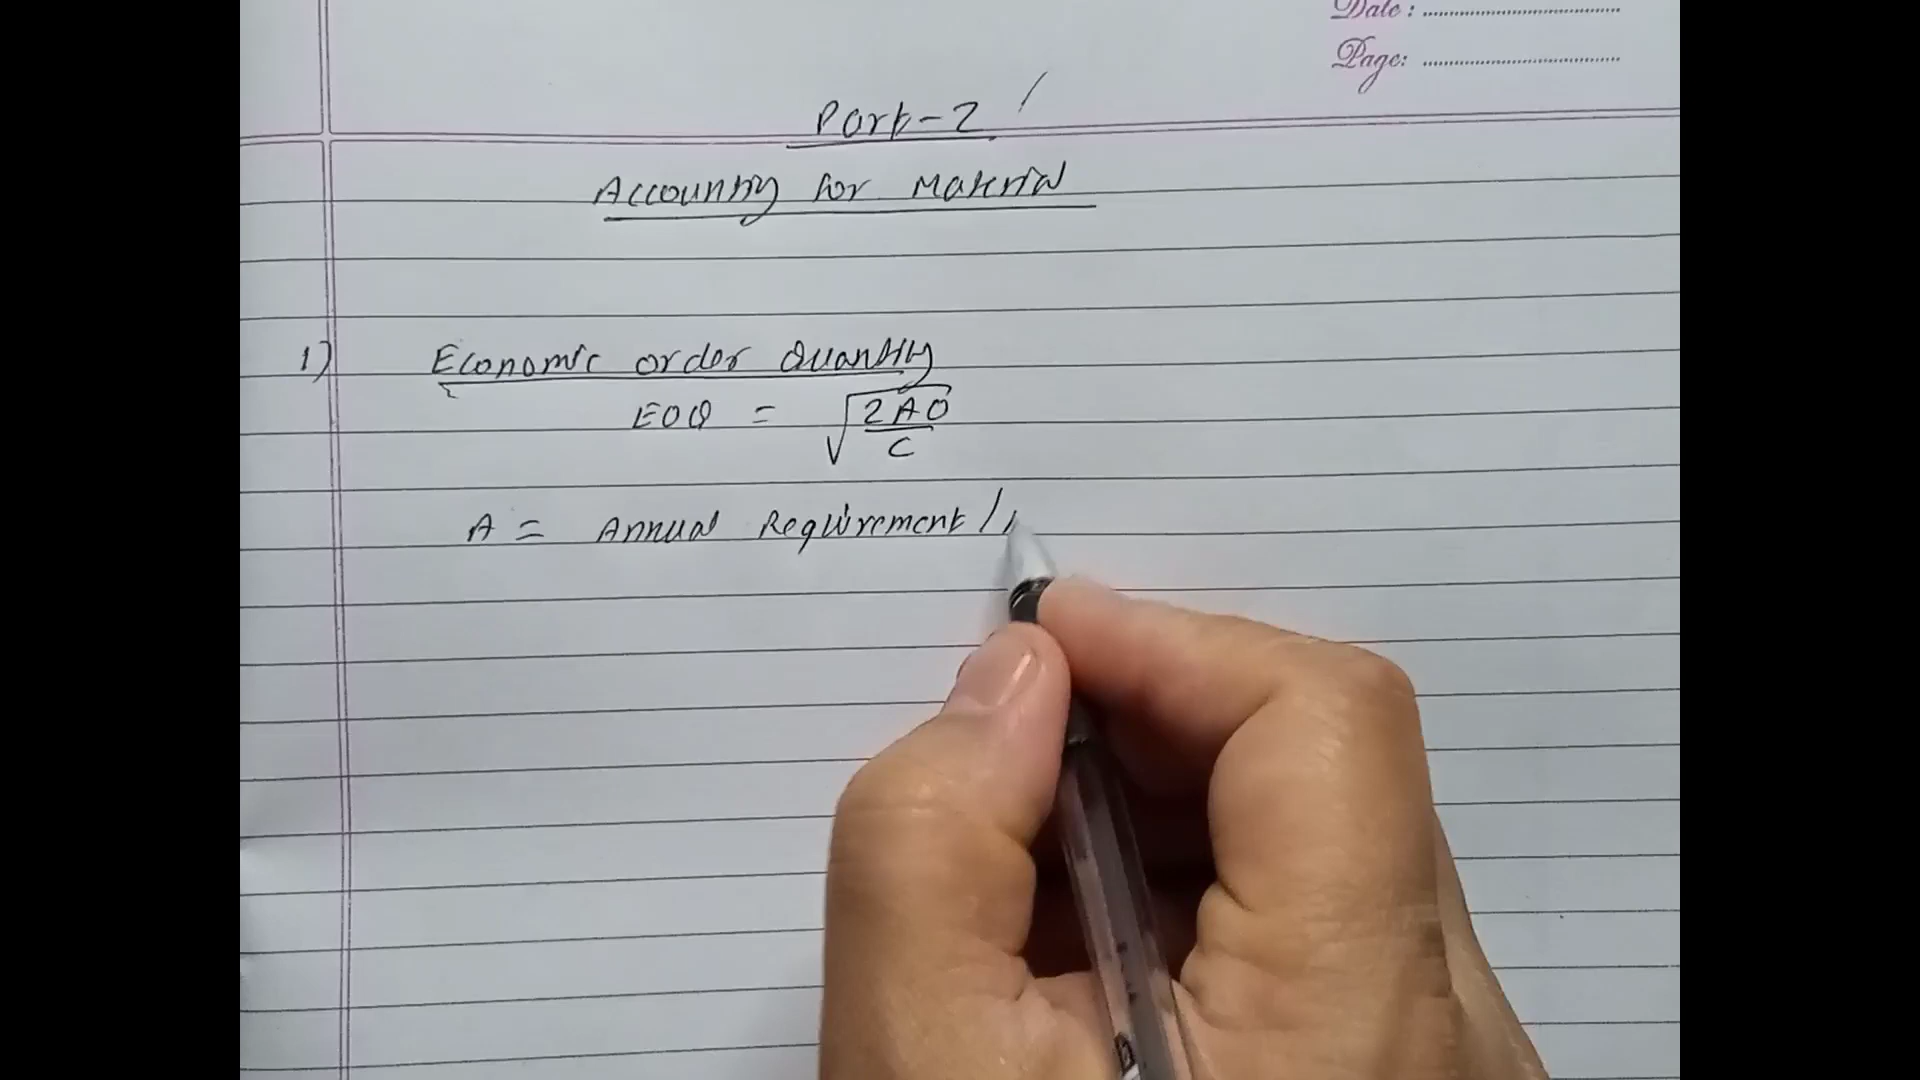 Date :
Page:
Part-2
Accounting for Material
1) Economic order Quantity
EOQ = √2AO/C
A = Annual Requirement /